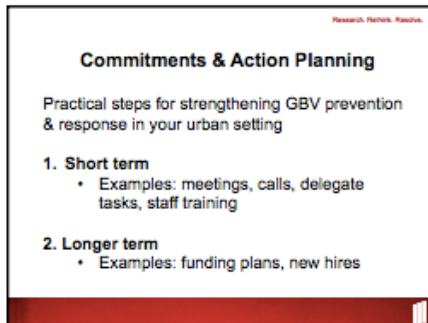 Research. Rethink. Resolve.
Commitments & Action Planning
Practical steps for strengthening GBV prevention
& response in your urban setting
1. Short term
• Examples: meetings, calls, delegate
tasks, staff training
2. Longer term
• Examples: funding plans, new hires